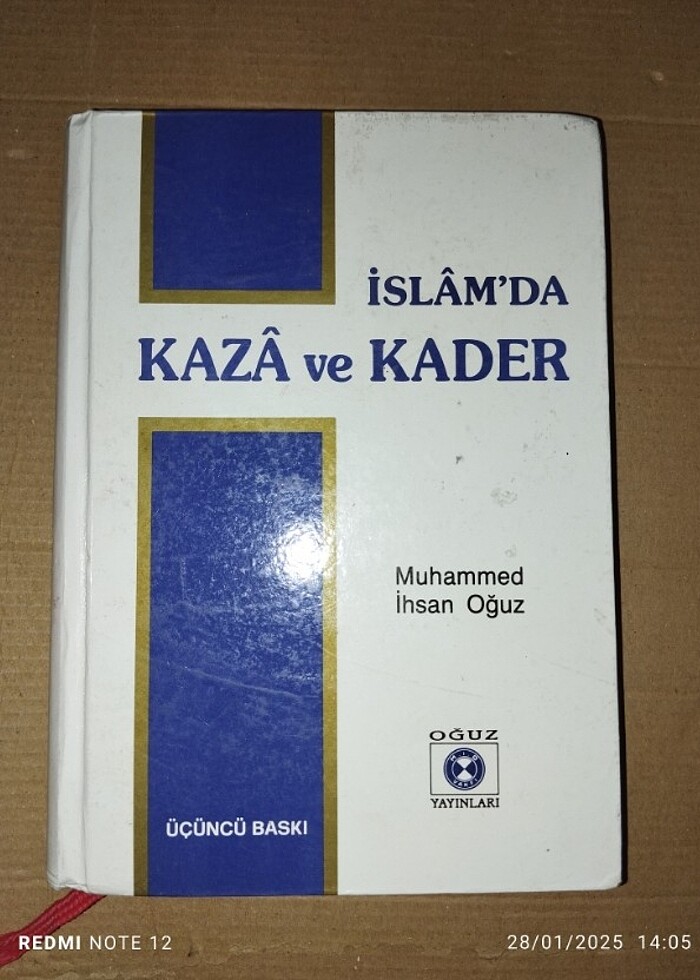 İSLÂM'DA
KAZÂ ve KADER
Muhammed
İhsan Oğuz
OĞUZ
M.İ.O
VAKFI
YAYINLARI
ÜÇÜNCÜ BASKI
REDMI NOTE 12
28/01/2025 14:05